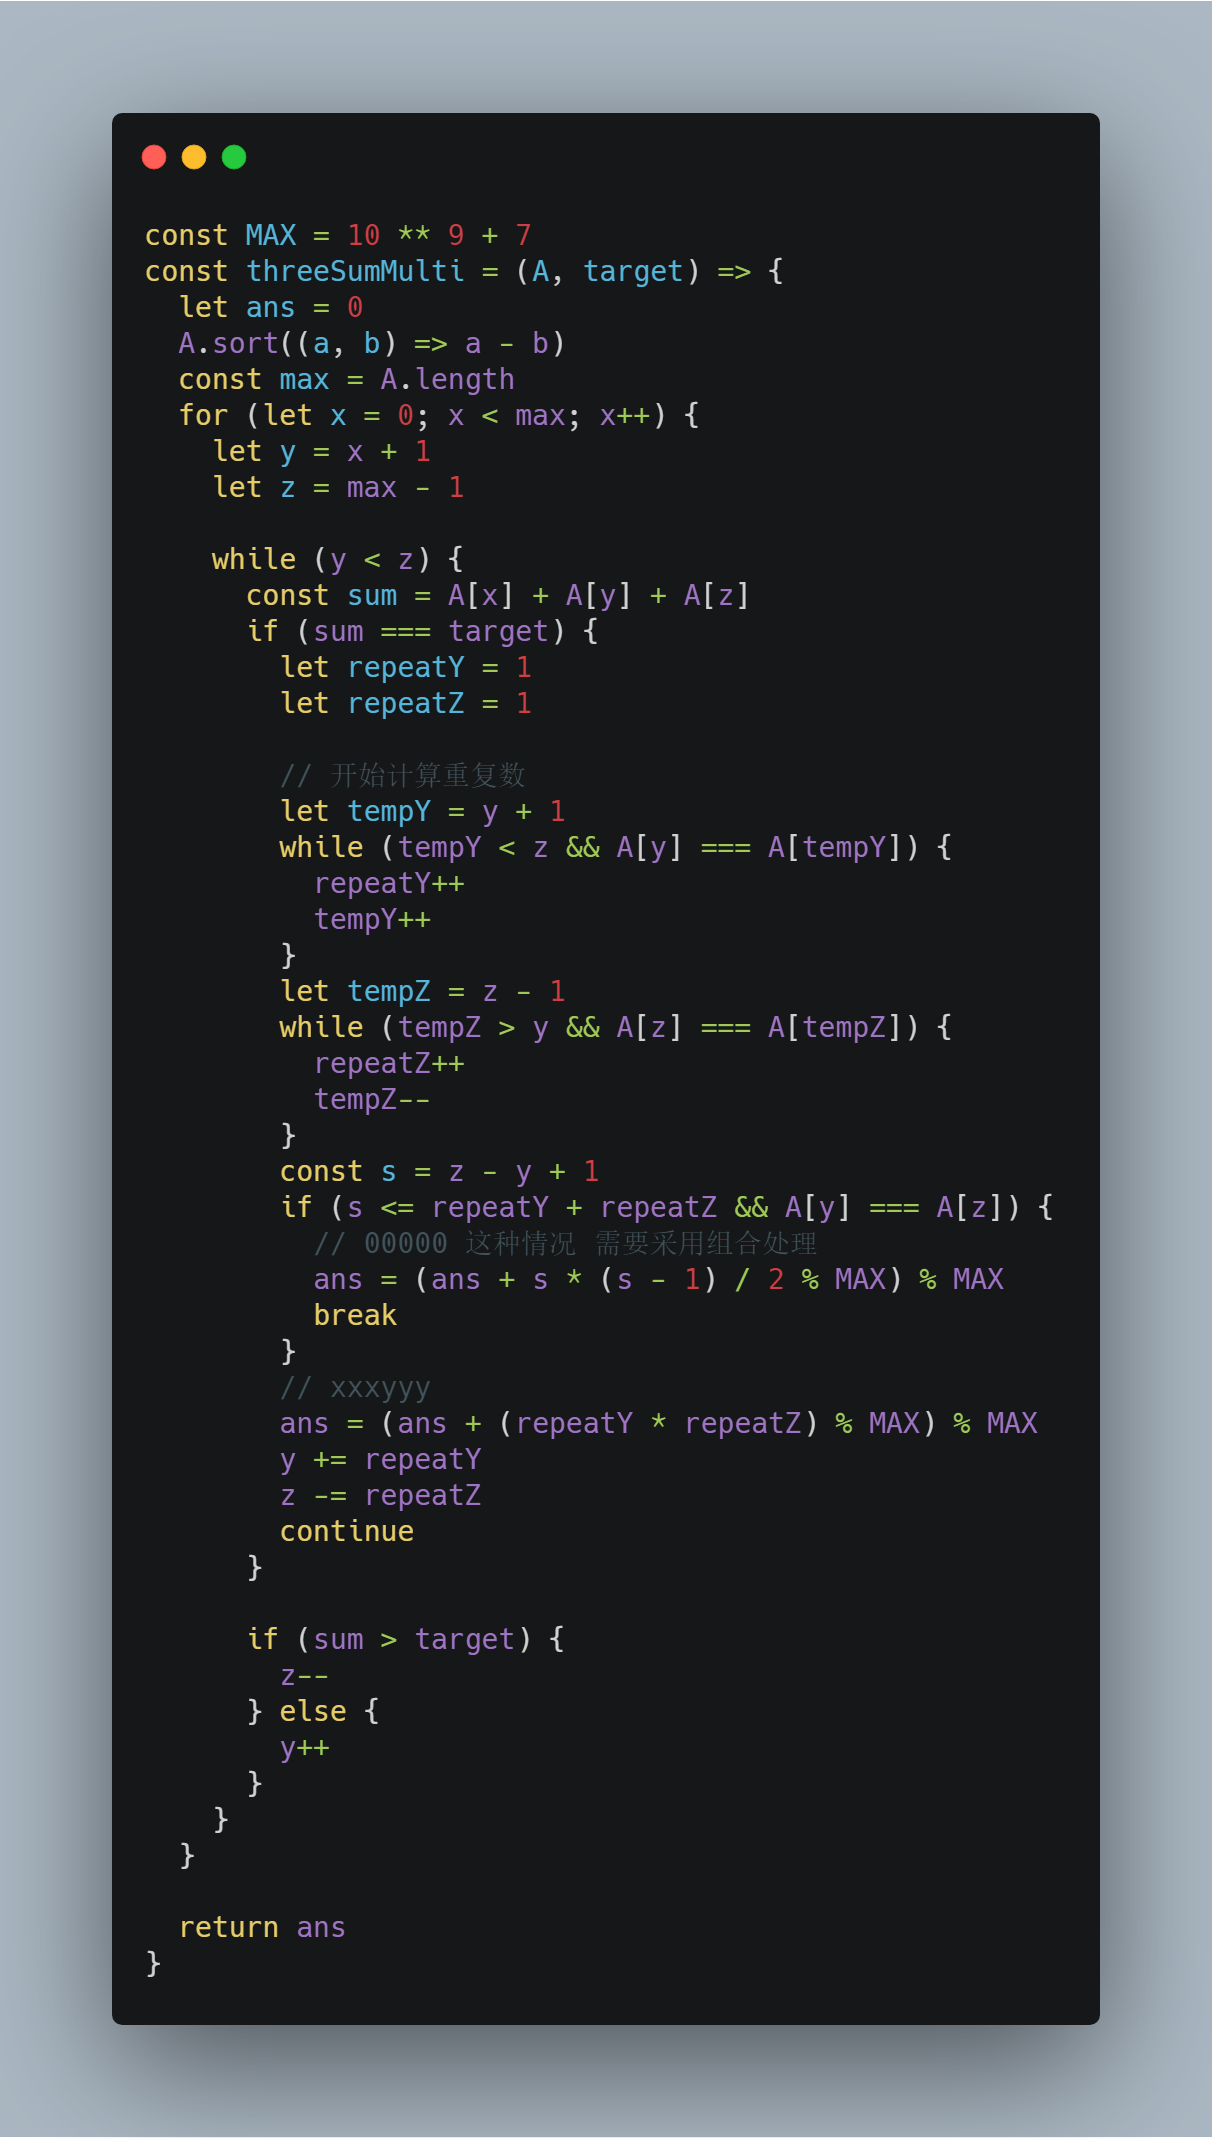 const MAX = 10 ** 9 + 7
const threeSumMulti = (A, target) => {
  let ans = 0
  A.sort((a, b) => a - b)
  const max = A.length
  for (let x = 0; x < max; x++) {
    let y = x + 1
    let z = max - 1

    while (y < z) {
      const sum = A[x] + A[y] + A[z]
      if (sum === target) {
        let repeatY = 1
        let repeatZ = 1

        // 开始计算重复数
        let tempY = y + 1
        while (tempY < z && A[y] === A[tempY]) {
          repeatY++
          tempY++
        }
        let tempZ = z - 1
        while (tempZ > y && A[z] === A[tempZ]) {
          repeatZ++
          tempZ--
        }
        const s = z - y + 1
        if (s <= repeatY + repeatZ && A[y] === A[z]) {
          // 00000 这种情况 需要采用组合处理
          ans = (ans + s * (s - 1) / 2 % MAX) % MAX
          break
        }
        // xxxyyy
        ans = (ans + (repeatY * repeatZ) % MAX) % MAX
        y += repeatY
        z -= repeatZ
        continue
      }

      if (sum > target) {
        z--
      } else {
        y++
      }
    }
  }

  return ans
}